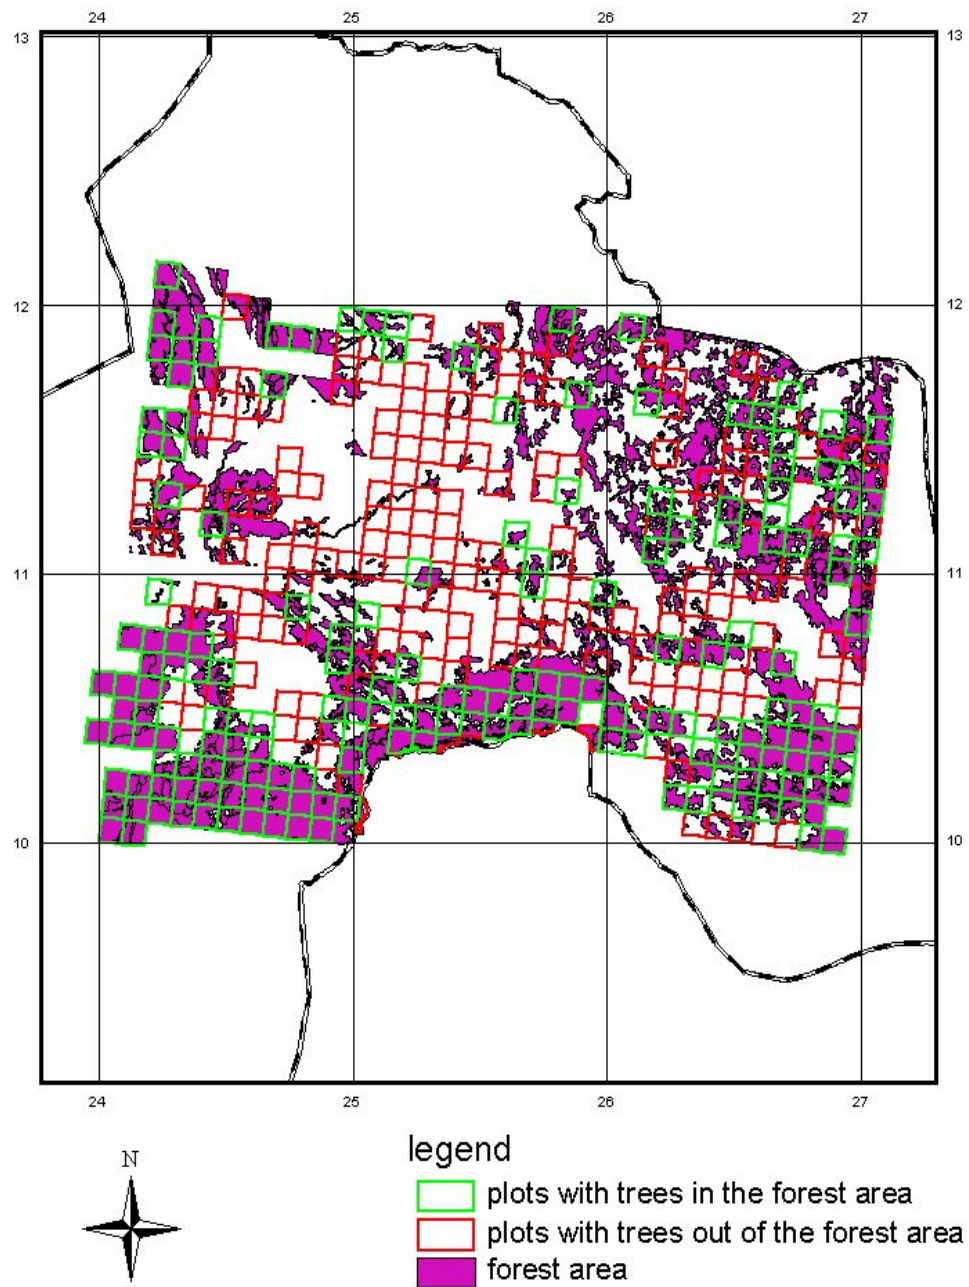 24 25 26 27
13 13
12 12
11 11
10 10
24 25 26 27
legend
N
plots with trees in the forest area
plots with trees out of the forest area
forest area